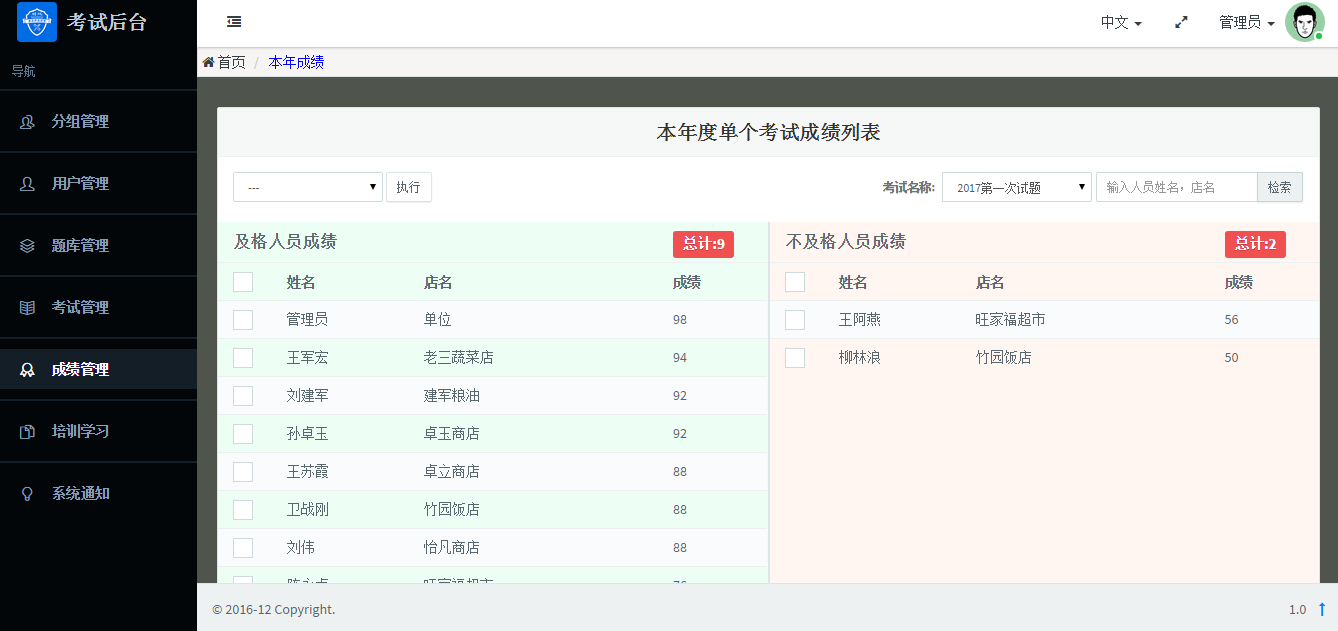 考试后台
中文
管理员
导航
首页 / 本年成绩
分组管理
用户管理
题库管理
考试管理
成绩管理
培训学习
系统通知
本年度单个考试成绩列表
---
执行
考试名称:
2017第一次试题
输入人员姓名，店名
检索
及格人员成绩 总计:9
姓名 店名 成绩
管理员 单位 98
王军宏 老三蔬菜店 94
刘建军 建军粮油 92
孙卓玉 卓玉商店 92
王苏霞 卓立商店 88
卫战刚 竹园饭店 88
刘伟 怡凡商店 88
不及格人员成绩 总计:2
姓名 店名 成绩
王阿燕 旺家福超市 56
柳林浪 竹园饭店 50
© 2016-12 Copyright.
1.0